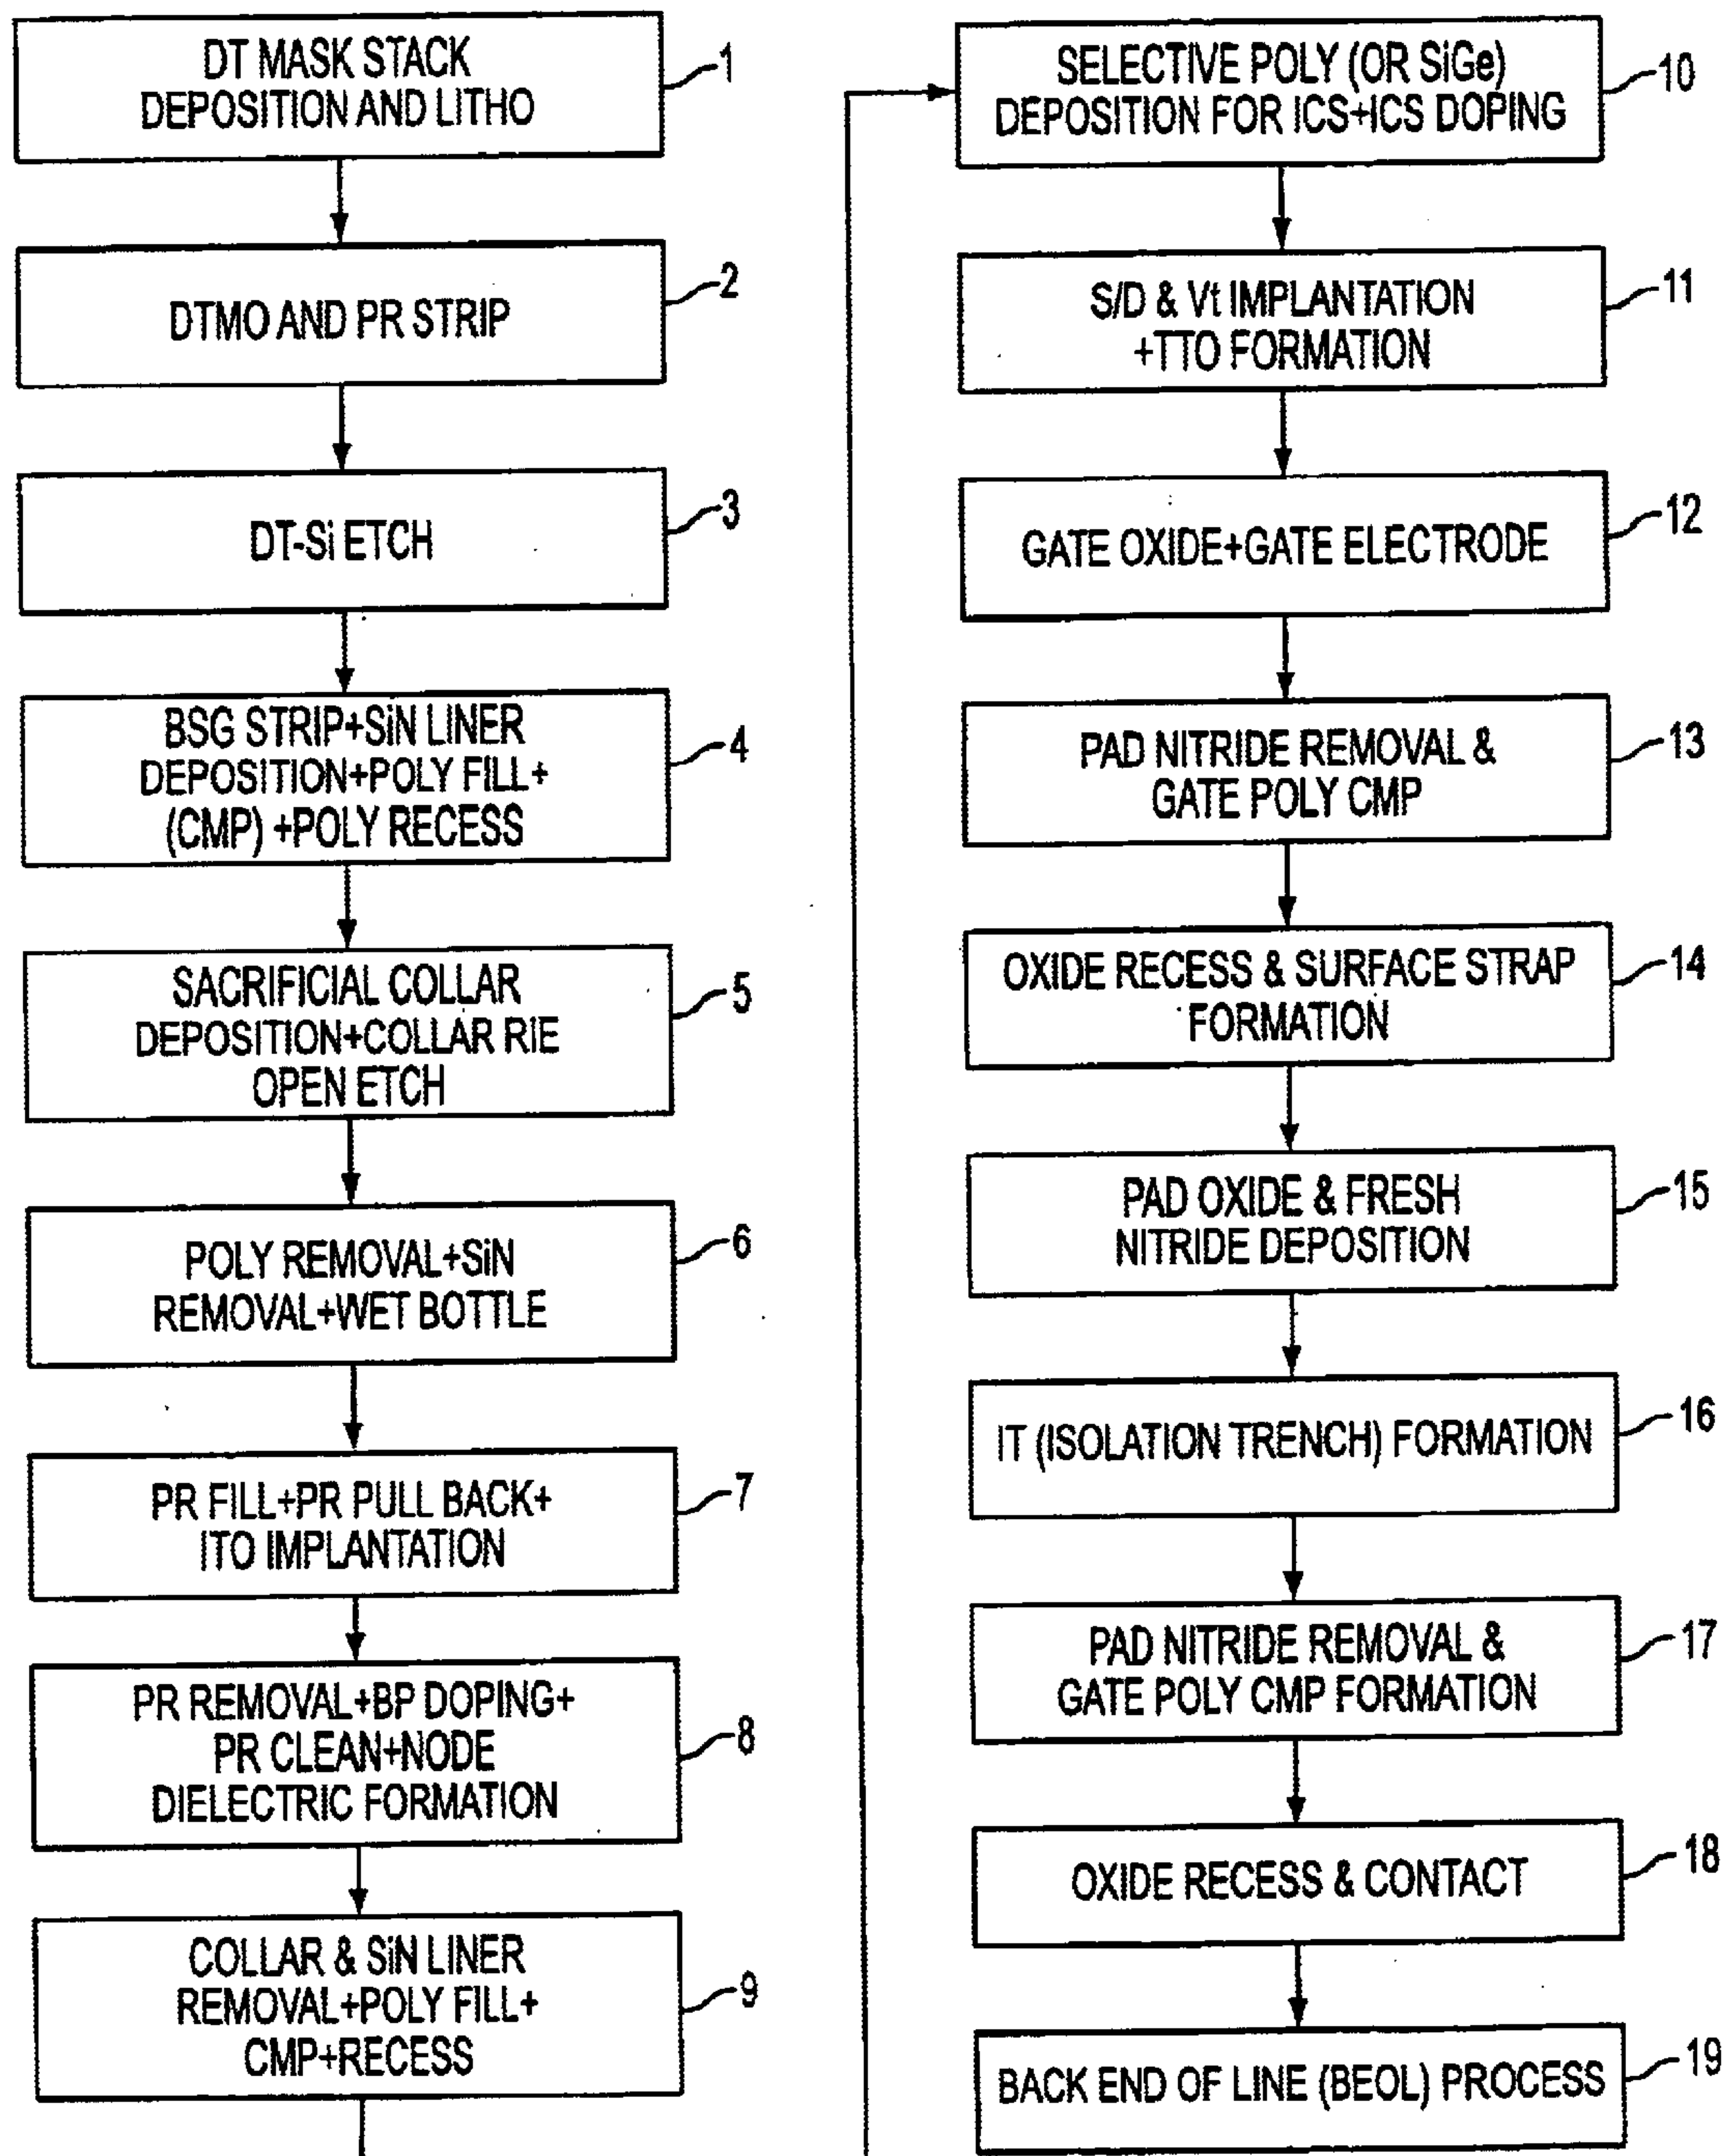 DT MASK STACK
DEPOSITION AND LITHO
1
DTMO AND PR STRIP
2
DT-Si ETCH
3
BSG STRIP+SiN LINER
DEPOSITION+POLY FILL+
(CMP) +POLY RECESS
4
SACRIFICIAL COLLAR
DEPOSITION+COLLAR RIE
OPEN ETCH
5
POLY REMOVAL+SiN
REMOVAL+WET BOTTLE
6
PR FILL+PR PULL BACK+
ITO IMPLANTATION
7
PR REMOVAL+BP DOPING+
PR CLEAN+NODE
DIELECTRIC FORMATION
8
COLLAR & SiN LINER
REMOVAL+POLY FILL+
CMP+RECESS
9
SELECTIVE POLY (OR SiGe)
DEPOSITION FOR ICS+ICS DOPING
10
S/D & Vt IMPLANTATION
+TTO FORMATION
11
GATE OXIDE+GATE ELECTRODE
12
PAD NITRIDE REMOVAL &
GATE POLY CMP
13
OXIDE RECESS & SURFACE STRAP
FORMATION
14
PAD OXIDE & FRESH
NITRIDE DEPOSITION
15
IT (ISOLATION TRENCH) FORMATION
16
PAD NITRIDE REMOVAL &
GATE POLY CMP FORMATION
17
OXIDE RECESS & CONTACT
18
BACK END OF LINE (BEOL) PROCESS
19